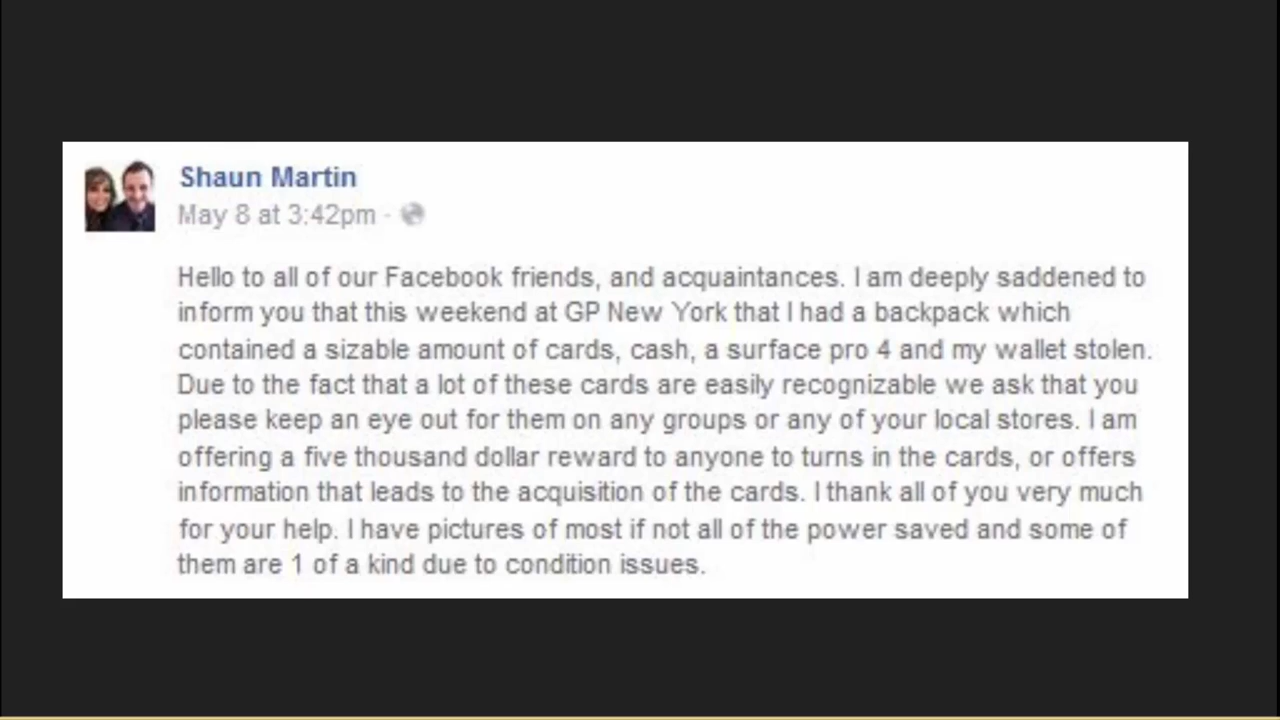 Shaun Martin
May 8 at 3:42pm ·
Hello to all of our Facebook friends, and acquaintances. I am deeply saddened to
inform you that this weekend at GP New York that I had a backpack which
contained a sizable amount of cards, cash, a surface pro 4 and my wallet stolen.
Due to the fact that a lot of these cards are easily recognizable we ask that you
please keep an eye out for them on any groups or any of your local stores. I am
offering a five thousand dollar reward to anyone to turns in the cards, or offers
information that leads to the acquisition of the cards. I thank all of you very much
for your help. I have pictures of most if not all of the power saved and some of
them are 1 of a kind due to condition issues.